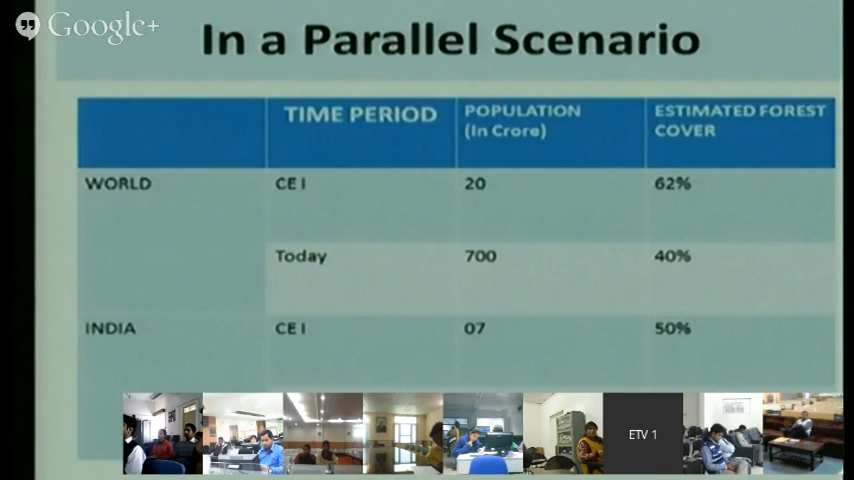 Google+
In a Parallel Scenario
TIME PERIOD
POPULATION
(In Crore)
ESTIMATED FOREST
COVER
WORLD
CE I
20
62%
Today
700
40%
INDIA
CE I
07
50%
ETV 1